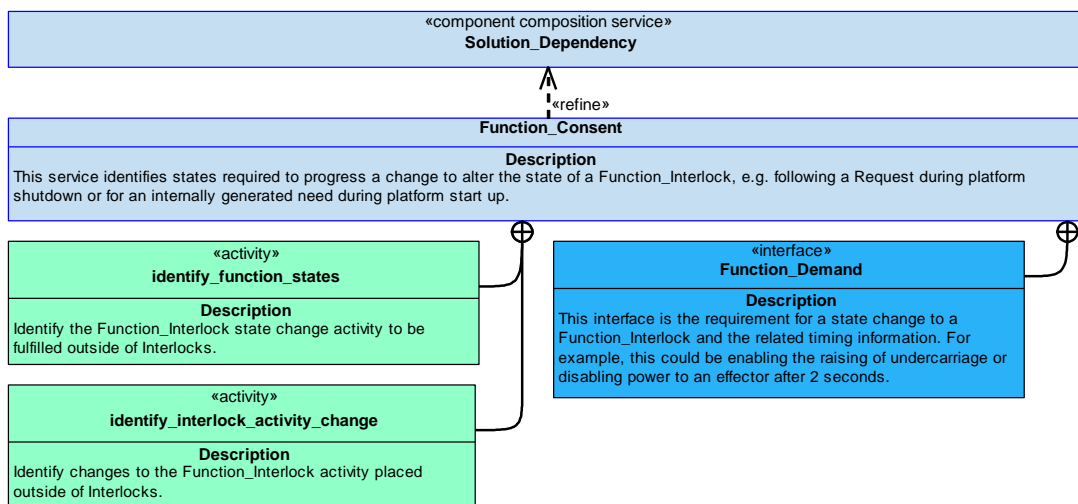 «component composition service»
Solution_Dependency
«refine»
Function_Consent
Description
This service identifies states required to progress a change to alter the state of a Function_Interlock, e.g. following a Request during platform
shutdown or for an internally generated need during platform start up.
«activity»
identify_function_states
Description
Identify the Function_Interlock state change activity to be
fulfilled outside of Interlocks.
«interface»
Function_Demand
Description
This interface is the requirement for a state change to a
Function_Interlock and the related timing information. For
example, this could be enabling the raising of undercarriage or
disabling power to an effector after 2 seconds.
«activity»
identify_interlock_activity_change
Description
Identify changes to the Function_Interlock activity placed
outside of Interlocks.